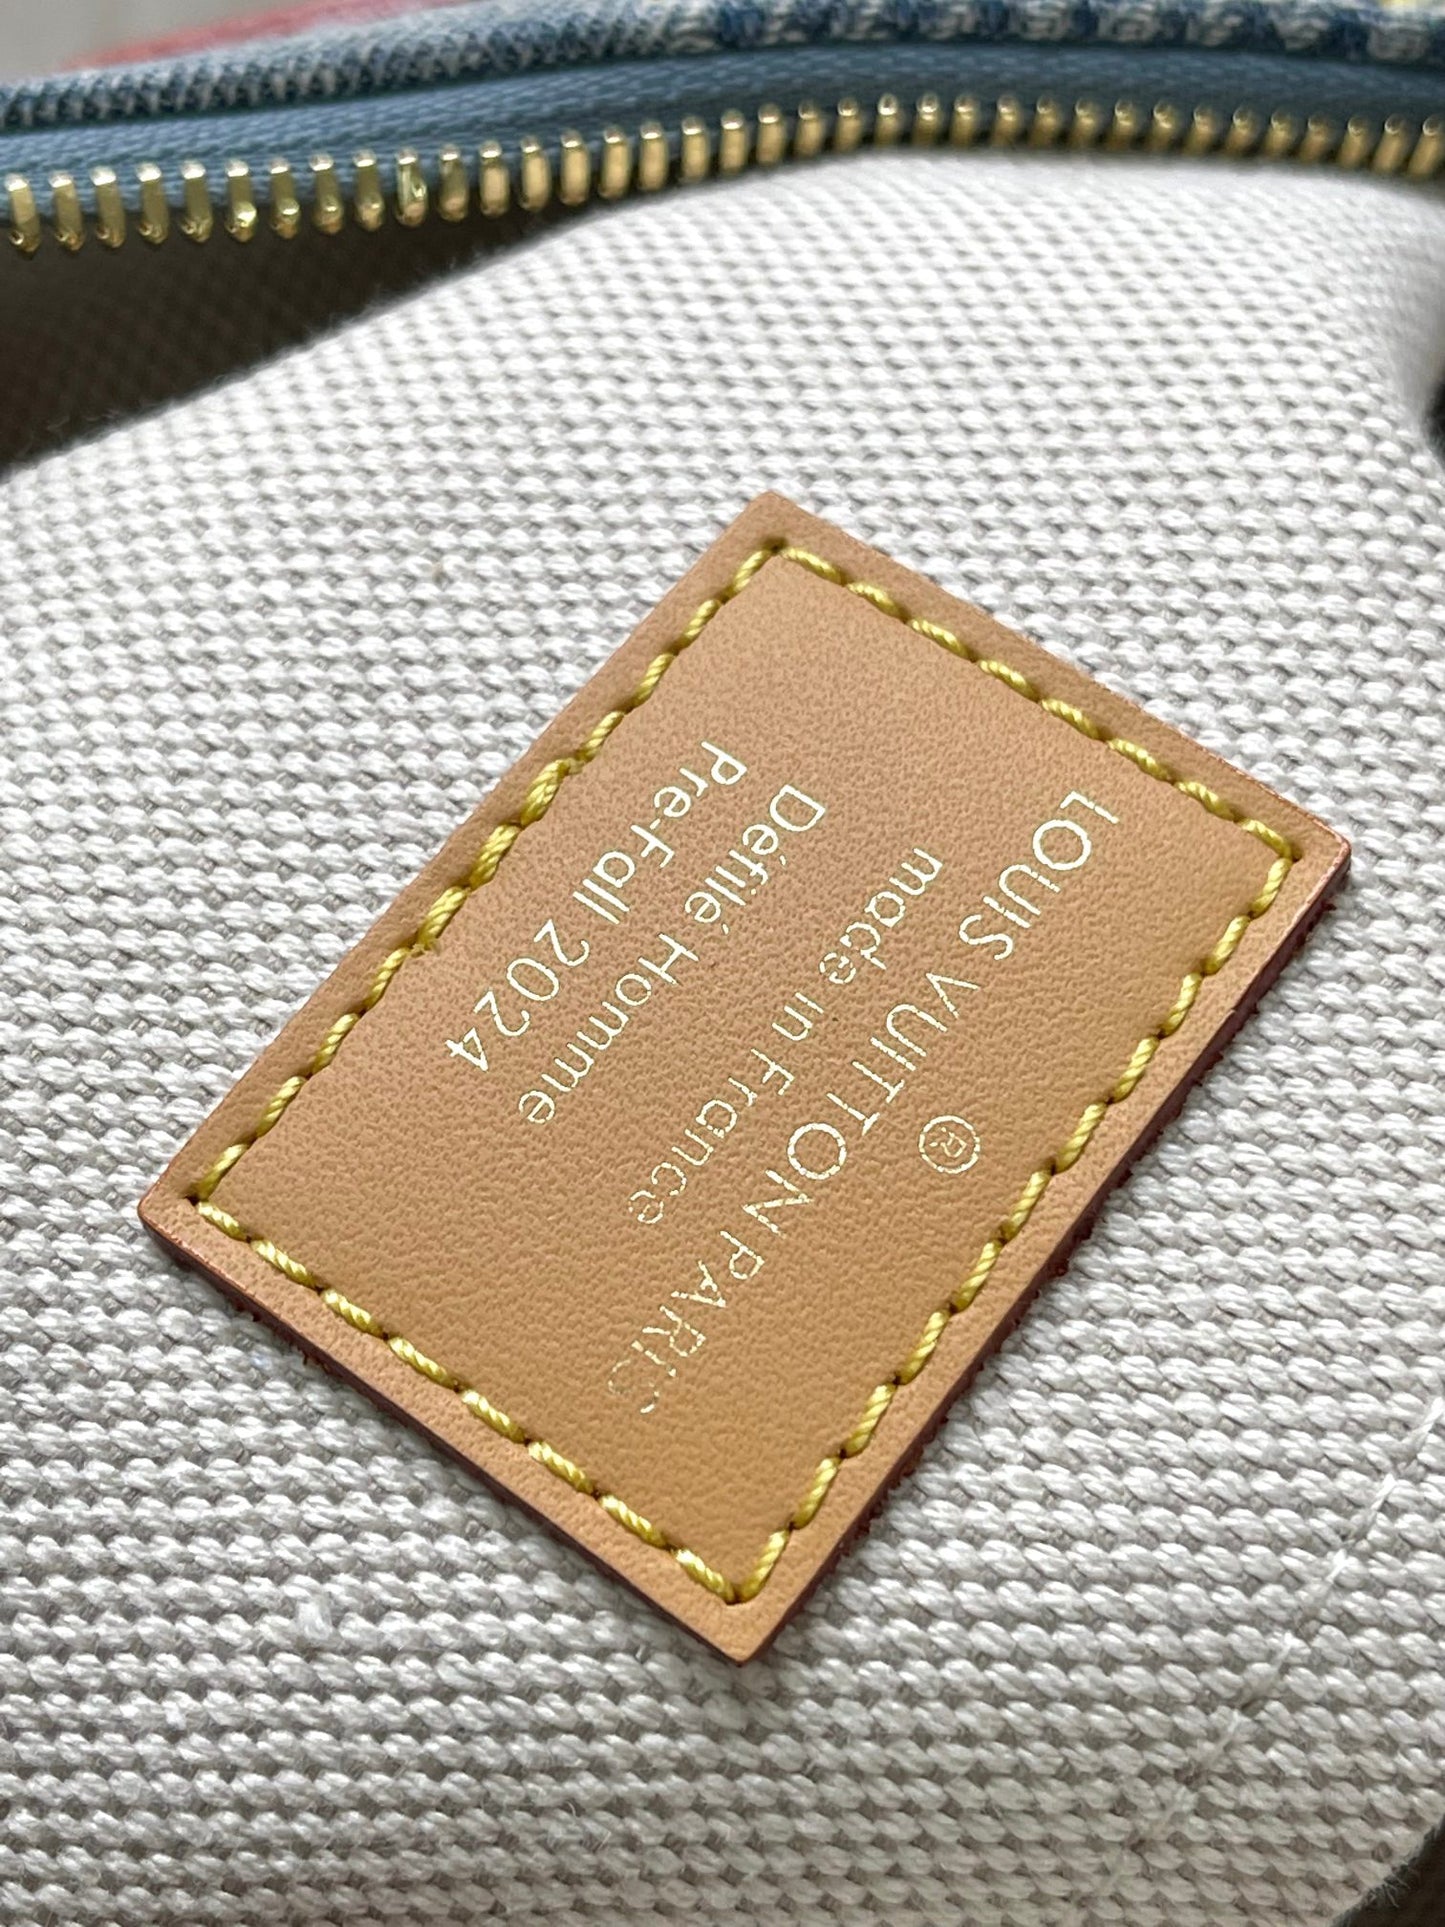 ®
LOUIS VUITTON PARIS
made in France
Défilé Homme
Pre-Fall 2024